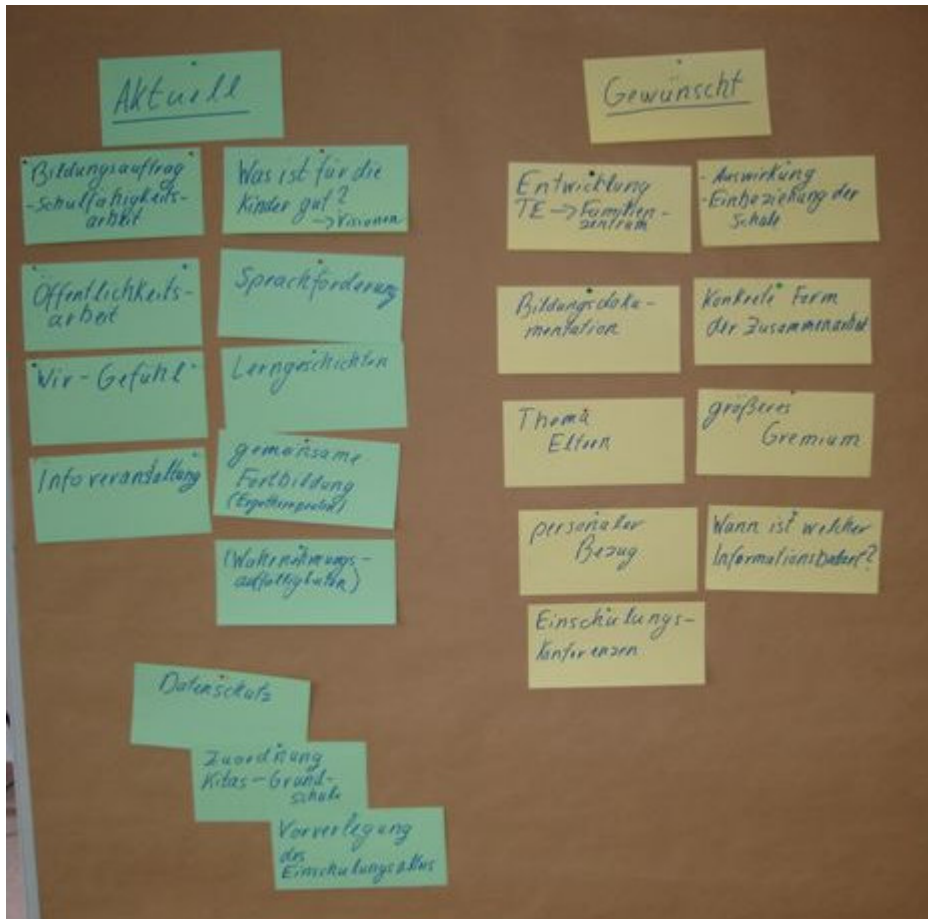 Aktuell
Bildungsauftrag
-Schulfähigkeits-
arbeit
Was ist für die
Kinder gut?
-> Visionen
Öffentlichkeits-
arbeit
Sprachförderung
Wir-Gefühl
Lerngeschichten
Infoveranstaltung
gemeinsame
Fortbildung
(Ergotherapeuten)
(Wahrnehmungs-
auffälligkeiten)
Datenschutz
Zuordnung
Kitas - Grund-
schule
Vorverlegung
des
Einschulungsalters
Gewünscht
Entwicklung
TE -> Familien-
zentrum
- Auswirkung
- Einbeziehung der
Schule
Bildungsdoku-
mentation
Konkrete Form
der Zusammenarbeit
Thema
Eltern
größeres
Gremium
personaler
Bezug
Wann ist welcher
Informationsbedarf?
Einschulungs-
konferenzen